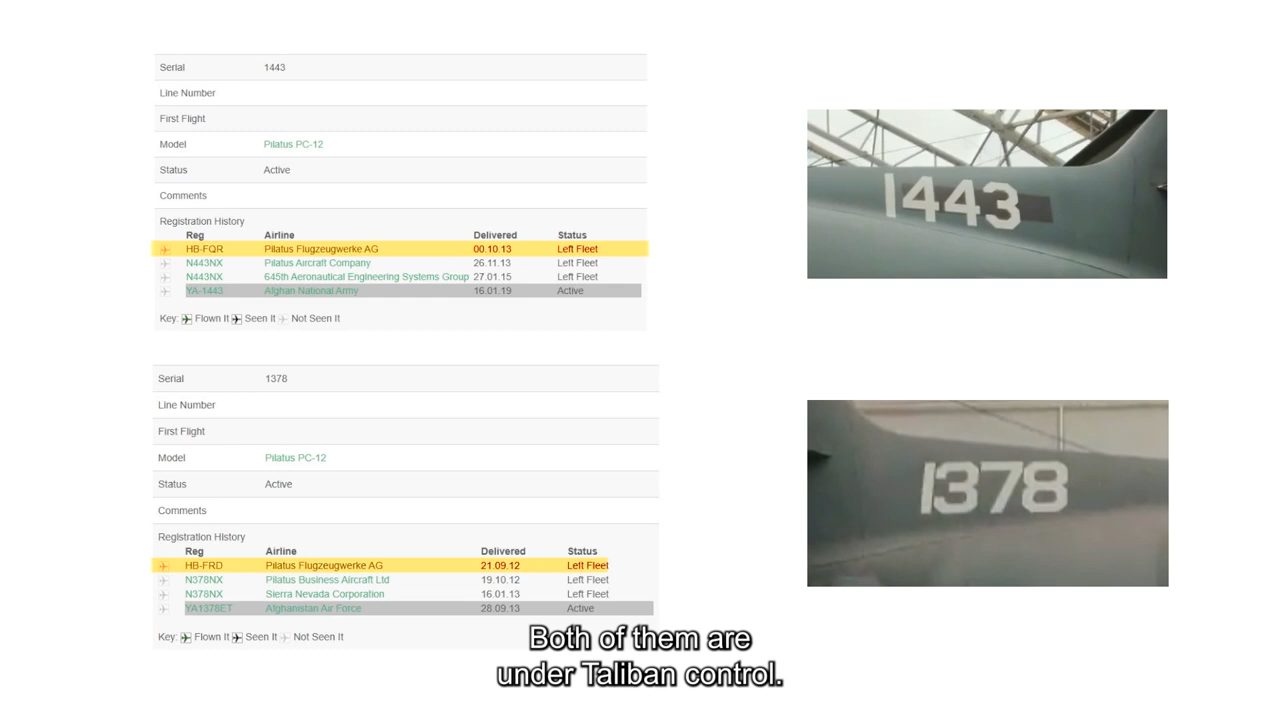 Serial 1443
Line Number
First Flight
Model Pilatus PC-12
Status Active
Comments
Registration History
Reg Airline Delivered Status
HB-FQR Pilatus Flugzeugwerke AG 00.10.13 Left Fleet
N443NX Pilatus Aircraft Company 26.11.13 Left Fleet
N443NX 645th Aeronautical Engineering Systems Group 27.01.15 Left Fleet
YA-1443 Afghan National Army 16.01.19 Active
Key: Flown It Seen It Not Seen It
1443
Serial 1378
Line Number
First Flight
Model Pilatus PC-12
Status Active
Comments
Registration History
Reg Airline Delivered Status
HB-FRD Pilatus Flugzeugwerke AG 21.09.12 Left Fleet
N378NX Pilatus Business Aircraft Ltd 19.10.12 Left Fleet
N378NX Sierra Nevada Corporation 16.01.13 Left Fleet
YA1378ET Afghanistan Air Force 28.09.13 Active
Key: Flown It Seen It Not Seen It
1378
Both of them are
under Taliban control.